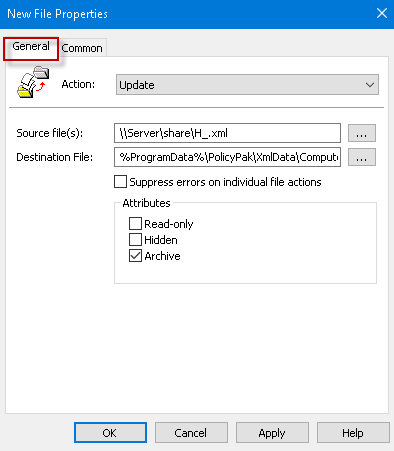 New File Properties
General Common
Action: Update
Source file(s): \\Server\share\H_.xml ...
Destination File: %ProgramData%\PolicyPak\XmlData\Compute ...
Suppress errors on individual file actions
Attributes
Read-only
Hidden
Archive
OK Cancel Apply Help